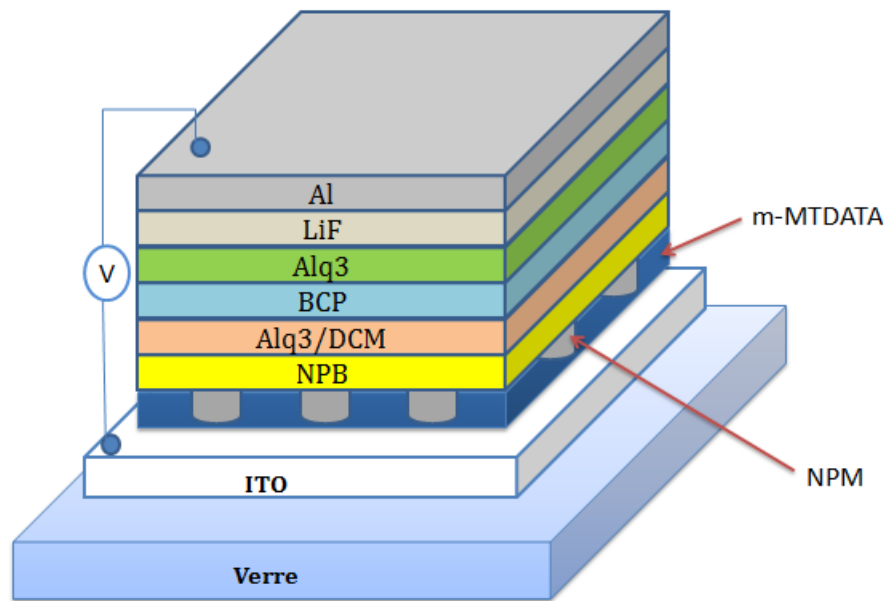 Al
LiF
m-MTDATA
V
Alq3
BCP
Alq3/DCM
NPB
NPM
ITO
Verre